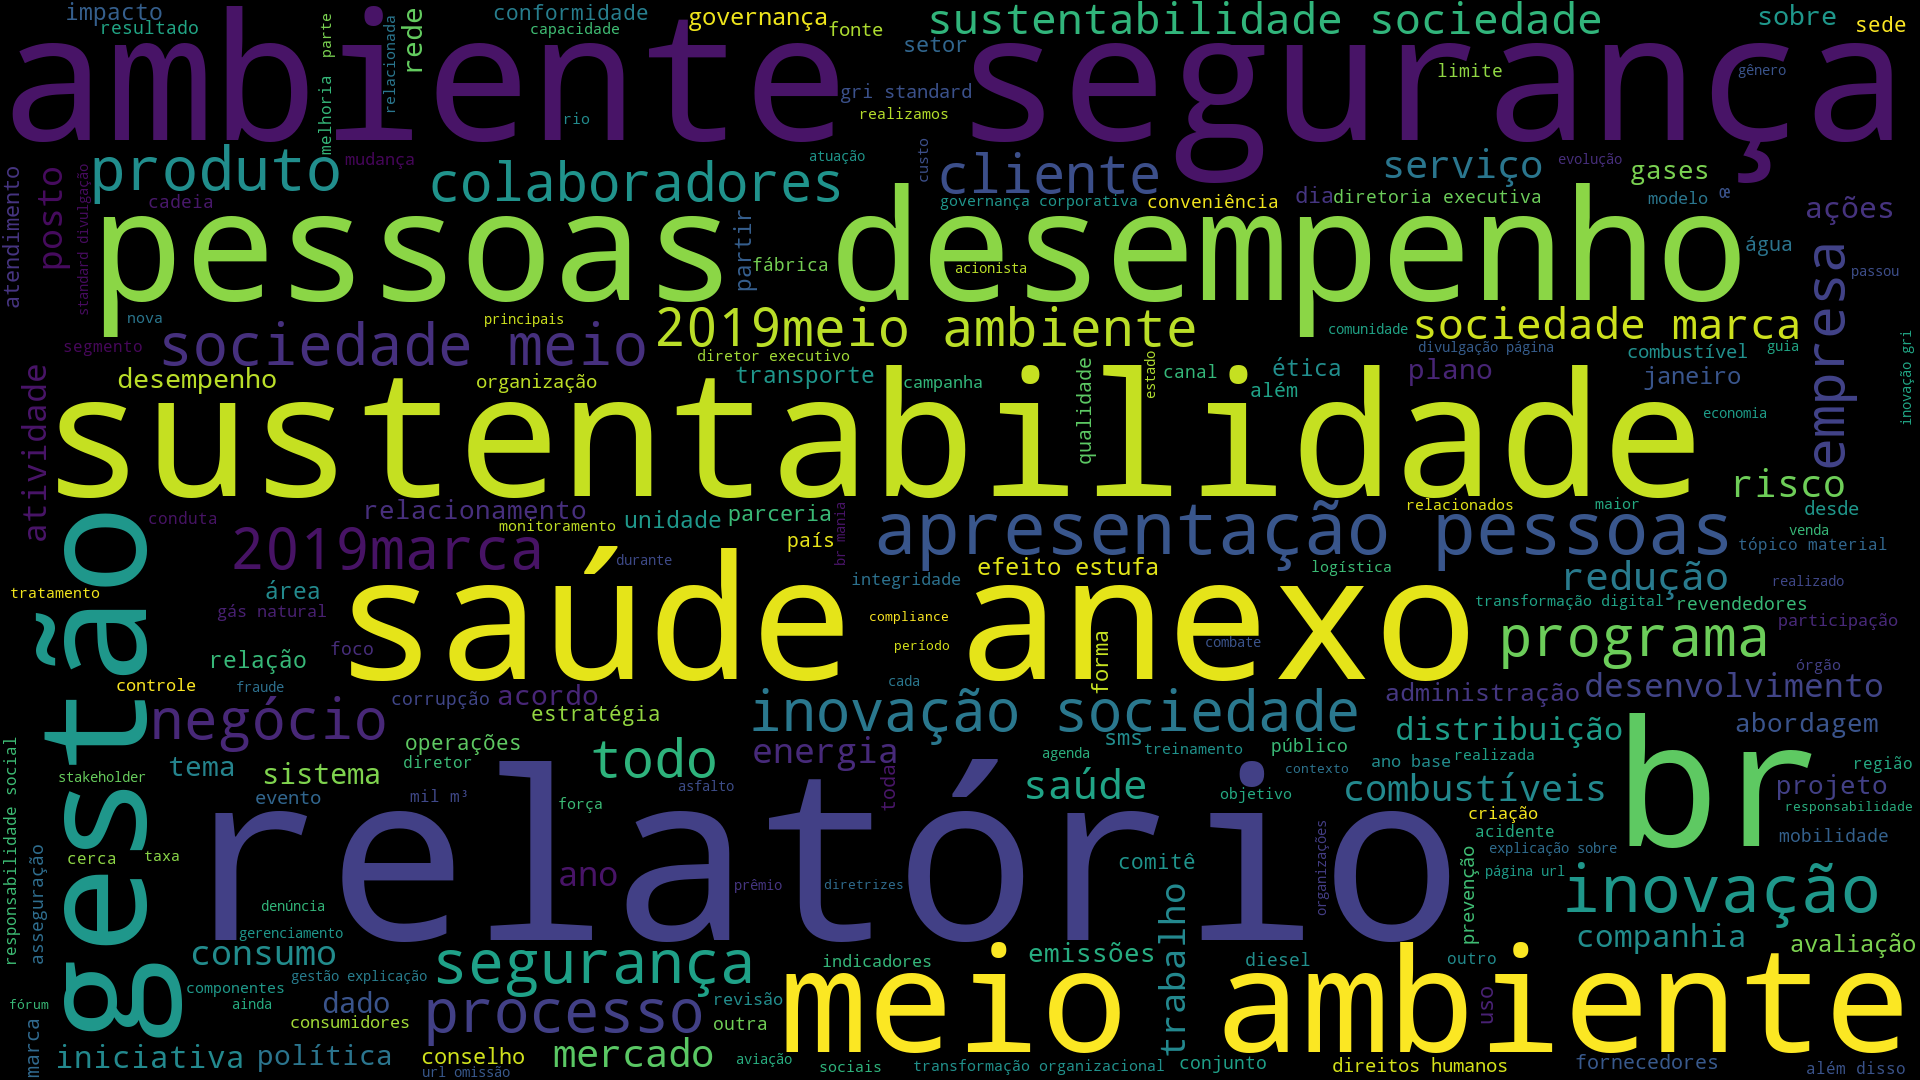 impacto
resultado
conformidade
capacidade
governança
fonte
sustentabilidade sociedade
sobre
sede
parte
relacionada
rede
setor
limite
gênero
ambiente segurança
gri standard
realizamos
melhoria
rio
produto
mudança
colaboradores
atuação
custo
cliente
serviço
evolução
gases
atendimento
posto
standard divulgação
cadeia
governança corporativa
conveniência
dia
diretoria executiva
modelo
œ
ações
pessoas desempenho
partir
fábrica
acionista
água
empresa
passou
nova
principais
2019meio ambiente
comunidade
sociedade marca
segmento
sociedade meio
diretor executivo
divulgação página
combustível
guia
inovação gri
desempenho
organização
transporte
campanha
qualidade
estado
canal
ética
além
plano
janeiro
atividade
sustentabilidade
economia
risco
conduta
relacionamento
monitoramento
unidade
parceria
br mania
relacionados
maior
desde
venda
2019marca
durante
país
apresentação pessoas
tópico material
gestão
tratamento
área
gás natural
saúde anexo
integridade
efeito estufa
logística
redução
realizado
compliance
transformação digital
revendedores
participação
período
forma
combate
programa
relação
foco
órgão
controle
fraude
corrupção
acordo
cada
administração
desenvolvimento
negócio
estratégia
inovação sociedade
distribuição
abordagem
responsabilidade social
operações
diretor
todo
energia
agenda
sms
treinamento
público
ano base
realizada
br
região
tema
sistema
stakeholder
evento
mil m³
força
asfalto
toda
saúde
objetivo
contexto
combustíveis
projeto
responsabilidade
relatório
criação
acidente
mobilidade
cerca
taxa
asseguração
ano
prêmio
diretrizes
comitê
organizações
explicação sobre
prevenção
página url
inovação
denúncia
gerenciamento
trabalho
companhia
avaliação
consumo
segurança
indicadores
emissões
diesel
outro
gestão explicação
componentes
ainda
fórum
dado
processo
revisão
meio ambiente
uso
consumidores
outra
marca
iniciativa
política
conselho
url omissão
mercado
aviação
sociais
transformação organizacional
conjunto
direitos humanos
fornecedores
além disso